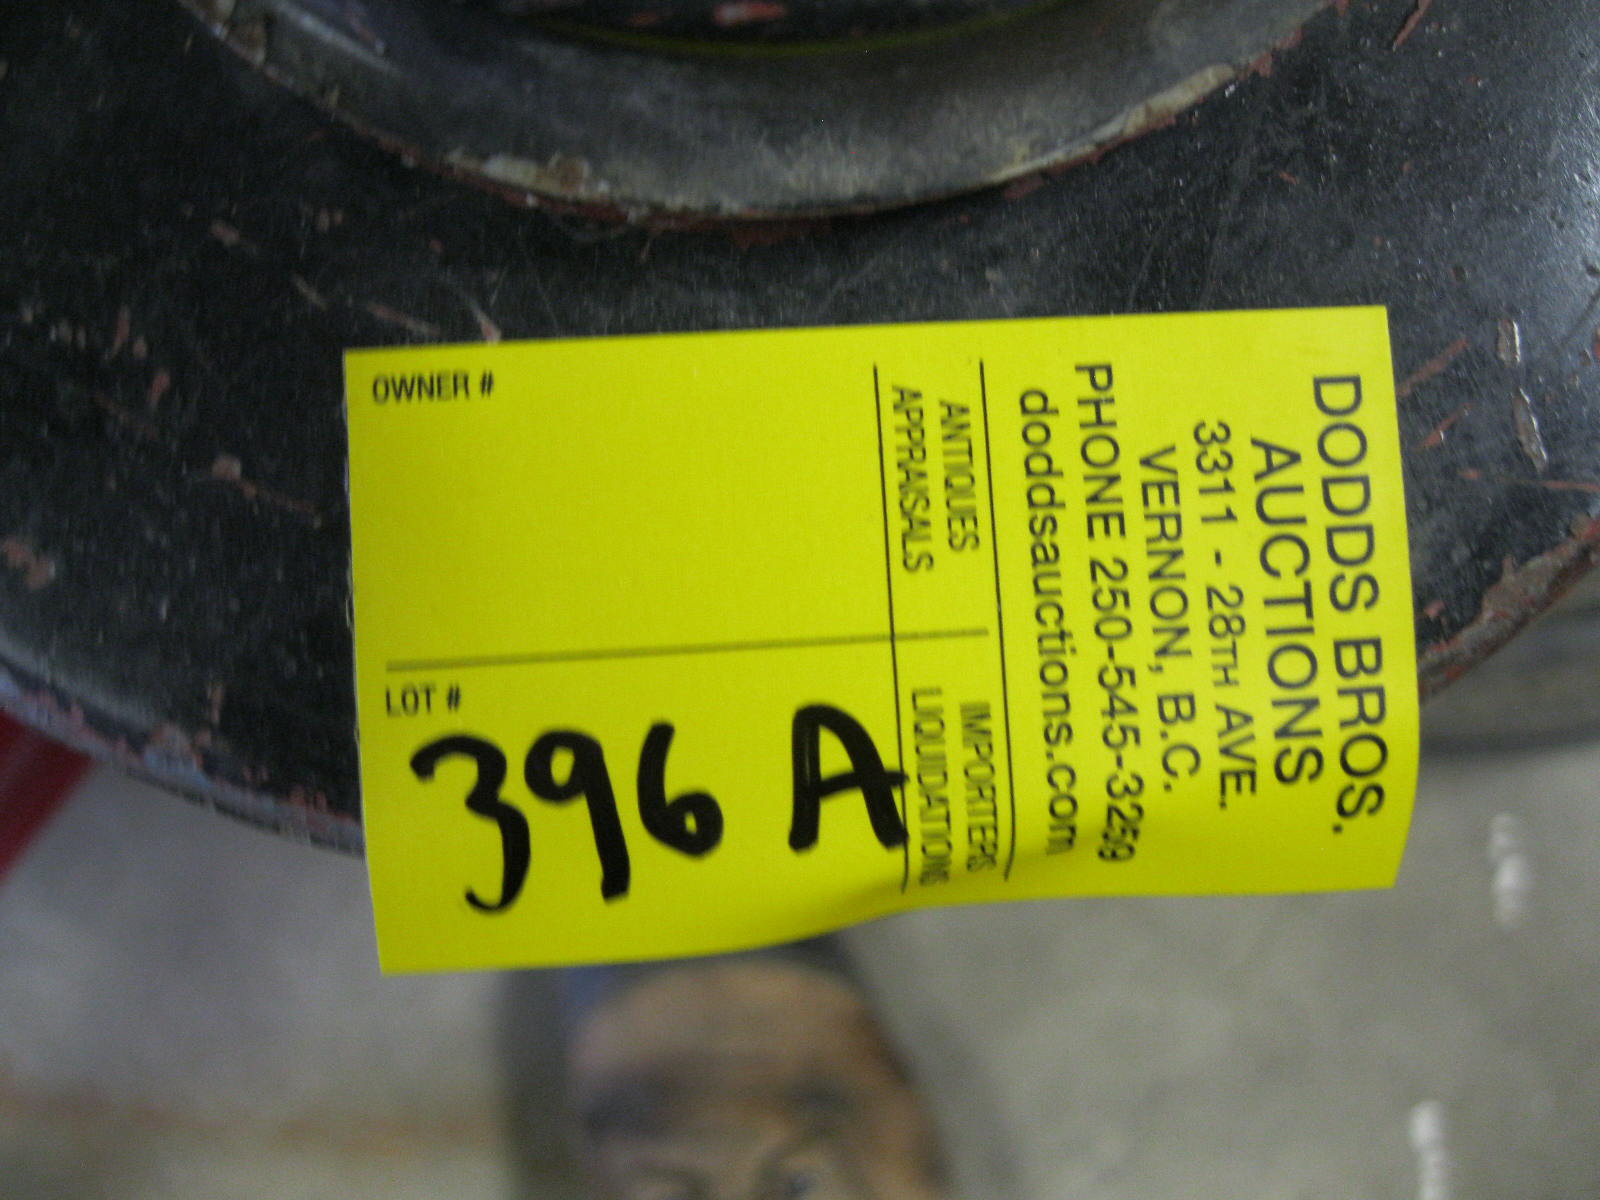 DODDS BROS.
AUCTIONS
3311 - 28TH AVE.
VERNON, B.C.
PHONE 250-545-3259
doddsauctions.com
ANTIQUES IMPORTERS
APPRAISALS LIQUIDATIONS
OWNER #
LOT #
396 A